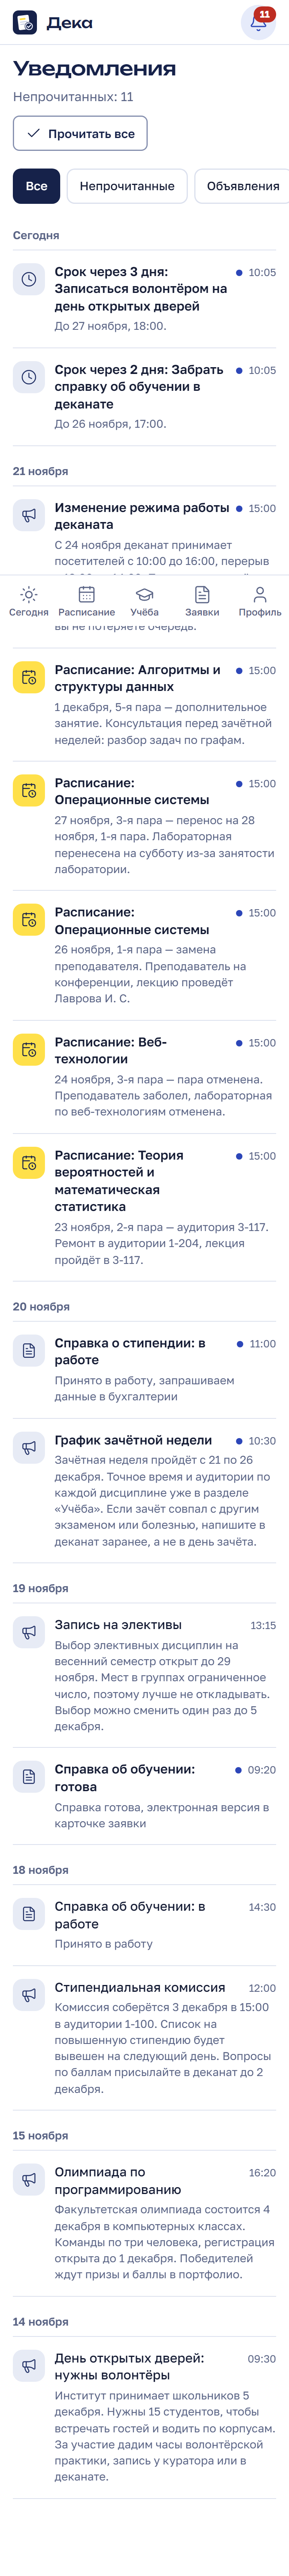 Дека
11
Уведомления
Непрочитанных: 11
Прочитать все
Все
Непрочитанные
Объявления
Сегодня
Срок через 3 дня:
Записаться волонтёром на
день открытых дверей
10:05
До 27 ноября, 18:00.
Срок через 2 дня: Забрать
справку об обучении в
деканате
10:05
До 26 ноября, 17:00.
21 ноября
Изменение режима работы
деканата
15:00
С 24 ноября деканат принимает
посетителей с 10:00 до 16:00, перерыв
Сегодня
Расписание
Учёба
Заявки
Профиль
вы не потеряете очередь.
Расписание: Алгоритмы и
структуры данных
15:00
1 декабря, 5-я пара — дополнительное
занятие. Консультация перед зачётной
неделей: разбор задач по графам.
Расписание:
Операционные системы
15:00
27 ноября, 3-я пара — перенос на 28
ноября, 1-я пара. Лабораторная
перенесена на субботу из-за занятости
лаборатории.
Расписание:
Операционные системы
15:00
26 ноября, 1-я пара — замена
преподавателя. Преподаватель на
конференции, лекцию проведёт
Лаврова И. С.
Расписание: Веб-
технологии
15:00
24 ноября, 3-я пара — пара отменена.
Преподаватель заболел, лабораторная
по веб-технологиям отменена.
Расписание: Теория
вероятностей и
математическая
статистика
15:00
23 ноября, 2-я пара — аудитория 3-117.
Ремонт в аудитории 1-204, лекция
пройдёт в 3-117.
20 ноября
Справка о стипендии: в
работе
11:00
Принято в работу, запрашиваем
данные в бухгалтерии
График зачётной недели
10:30
Зачётная неделя пройдёт с 21 по 26
декабря. Точное время и аудитории по
каждой дисциплине уже в разделе
«Учёба». Если зачёт совпал с другим
экзаменом или болезнью, напишите в
деканат заранее, а не в день зачёта.
19 ноября
Запись на элективы
13:15
Выбор элективных дисциплин на
весенний семестр открыт до 29
ноября. Мест в группах ограниченное
число, поэтому лучше не откладывать.
Выбор можно сменить один раз до 5
декабря.
Справка об обучении:
готова
09:20
Справка готова, электронная версия в
карточке заявки
18 ноября
Справка об обучении: в
работе
14:30
Принято в работу
Стипендиальная комиссия
12:00
Комиссия соберётся 3 декабря в 15:00
в аудитории 1-100. Список на
повышенную стипендию будет
вывешен на следующий день. Вопросы
по баллам присылайте в деканат до 2
декабря.
15 ноября
Олимпиада по
программированию
16:20
Факультетская олимпиада состоится 4
декабря в компьютерных классах.
Команды по три человека, регистрация
открыта до 1 декабря. Победителей
ждут призы и баллы в портфолио.
14 ноября
День открытых дверей:
нужны волонтёры
09:30
Институт принимает школьников 5
декабря. Нужны 15 студентов, чтобы
встречать гостей и водить по корпусам.
За участие дадим часы волонтёрской
практики, запись у куратора или в
деканате.